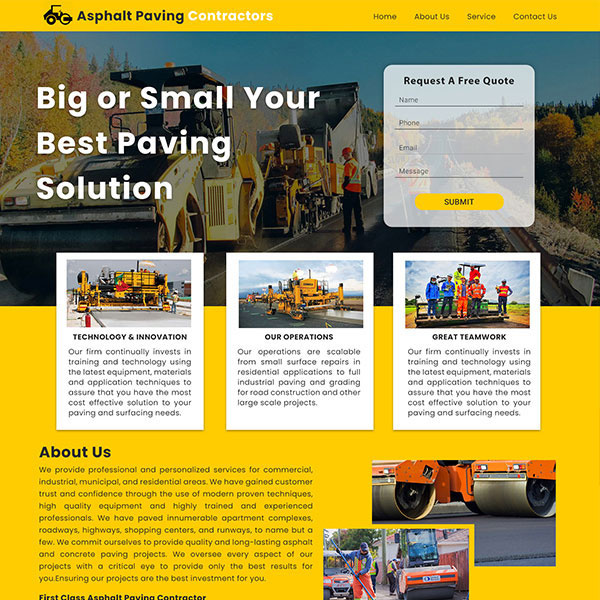 Asphalt Paving Contractors
Home About Us Service Contact Us
Big or Small Your
Best Paving
Solution
Request A Free Quote
Name
Phone
Email
Message
SUBMIT
TECHNOLOGY & INNOVATION
Our firm continually invests in
training and technology using
the latest equipment, materials
and application techniques to
assure that you have the most
cost effective solution to your
paving and surfacing needs.
OUR OPERATIONS
Our operations are scalable
from small surface repairs in
residential applications to full
industrial paving and grading
for road construction and other
large scale projects.
GREAT TEAMWORK
Our firm continually invests in
training and technology using
the latest equipment, materials
and application techniques to
assure that you have the most
cost effective solution to your
paving and surfacing needs.
About Us
We provide professional and personalized services for commercial,
industrial, municipal, and residential areas. We have gained customer
trust and confidence through the use of modern proven techniques,
high quality equipment and highly trained and experienced
professionals. We have paved innumerable apartment complexes,
roadways, highways, shopping centers, and runways, to name but a
few. We commit ourselves to provide quality and long-lasting asphalt
and concrete paving projects. We oversee every aspect of our
projects with a critical eye to provide only the best results for
you.Ensuring our projects are the best investment for you.
First Class Asphalt Paving Contractor